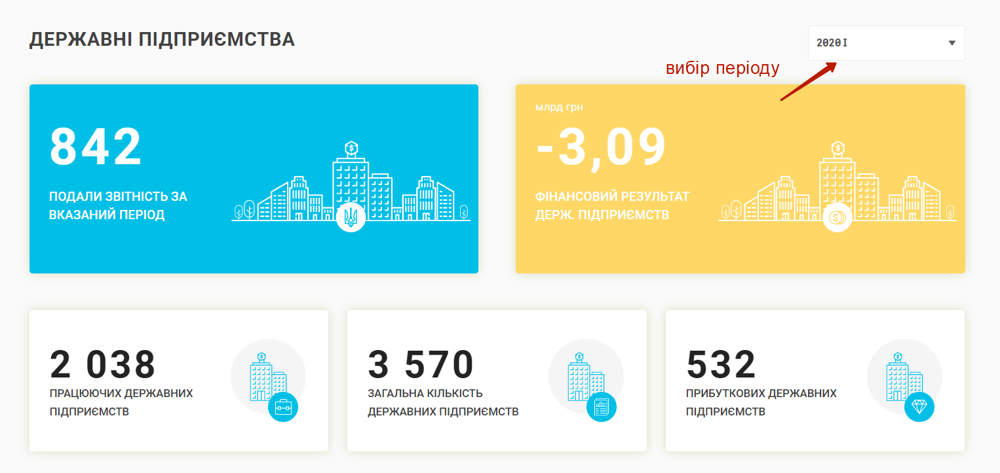 ДЕРЖАВНІ ПІДПРИЄМСТВА
2020 I
вибір періоду
842
ПОДАЛИ ЗВІТНІСТЬ ЗА
ВКАЗАНИЙ ПЕРІОД
млрд грн
-3,09
ФІНАНСОВИЙ РЕЗУЛЬТАТ
ДЕРЖ. ПІДПРИЄМСТВ
2 038
ПРАЦЮЮЧИХ ДЕРЖАВНИХ
ПІДПРИЄМСТВ
3 570
ЗАГАЛЬНА КІЛЬКІСТЬ
ДЕРЖАВНИХ ПІДПРИЄМСТВ
532
ПРИБУТКОВИХ ДЕРЖАВНИХ
ПІДПРИЄМСТВ